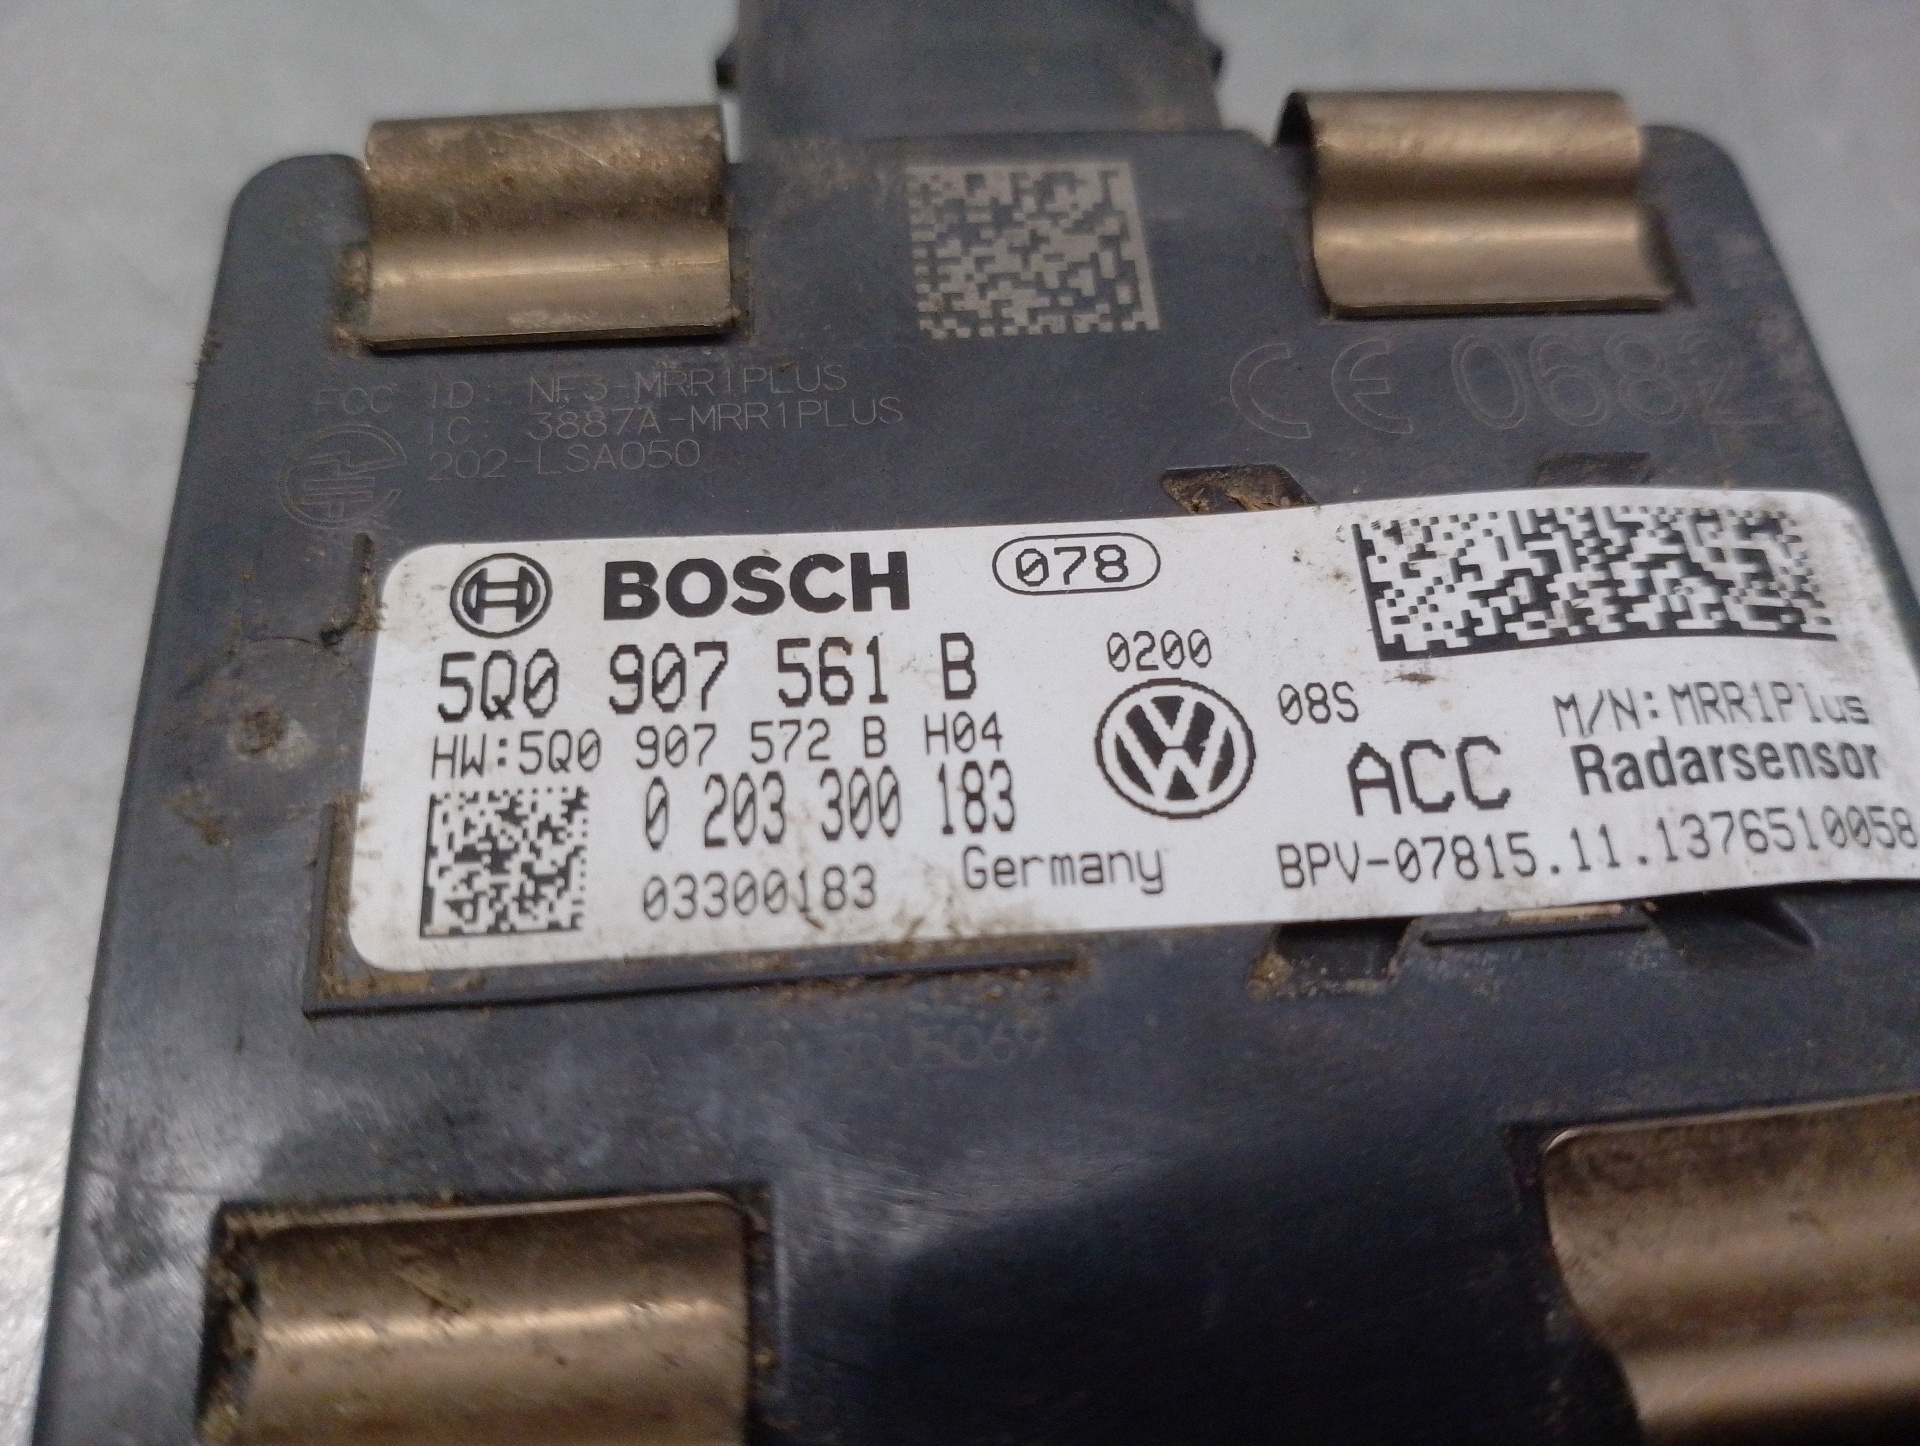 FCC ID: NF3-MRR1PLUS
IC: 3887A-MRR1PLUS
202-LSA050
CE 0682
BOSCH 078
5Q0 907 561 B 0200
HW:5Q0 907 572 B H04 08S M/N:MRR1Plus
0 203 300 183 ACC Radarsensor
03300183 Germany BPV-07815.11.1376510058